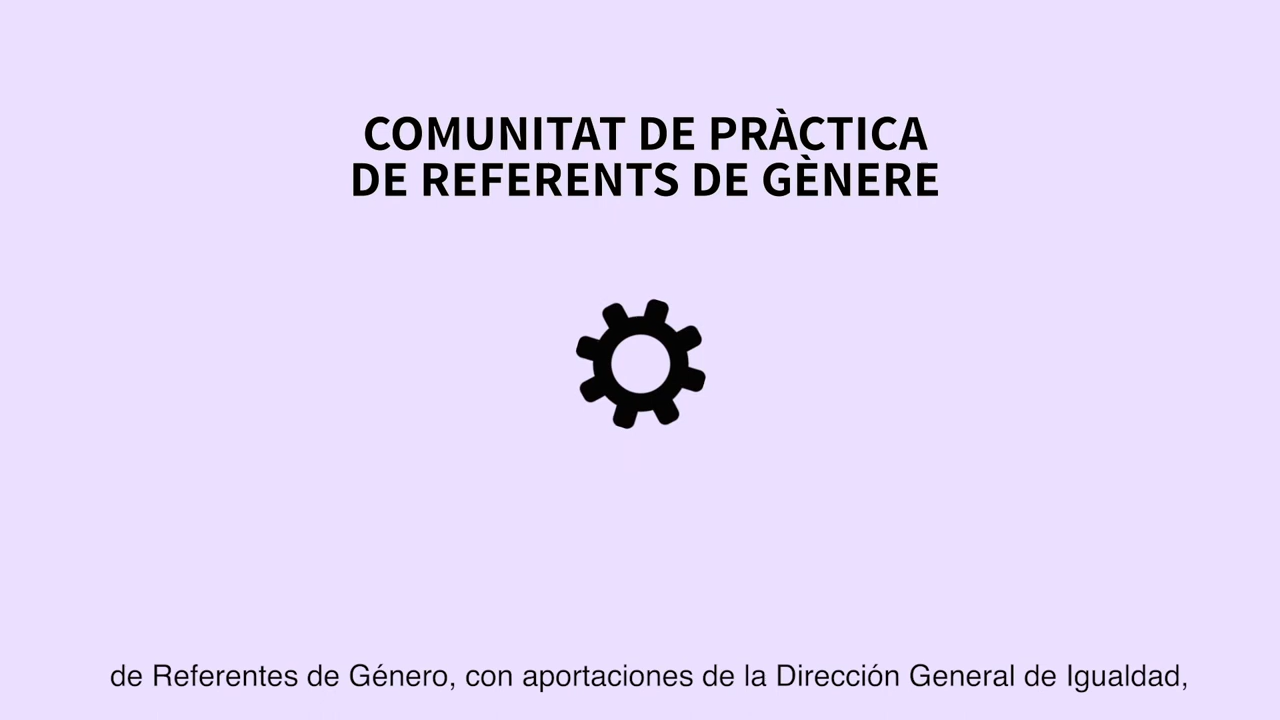 COMUNITAT DE PRÀCTICA
DE REFERENTS DE GÈNERE
de Referentes de Género, con aportaciones de la Dirección General de Igualdad,